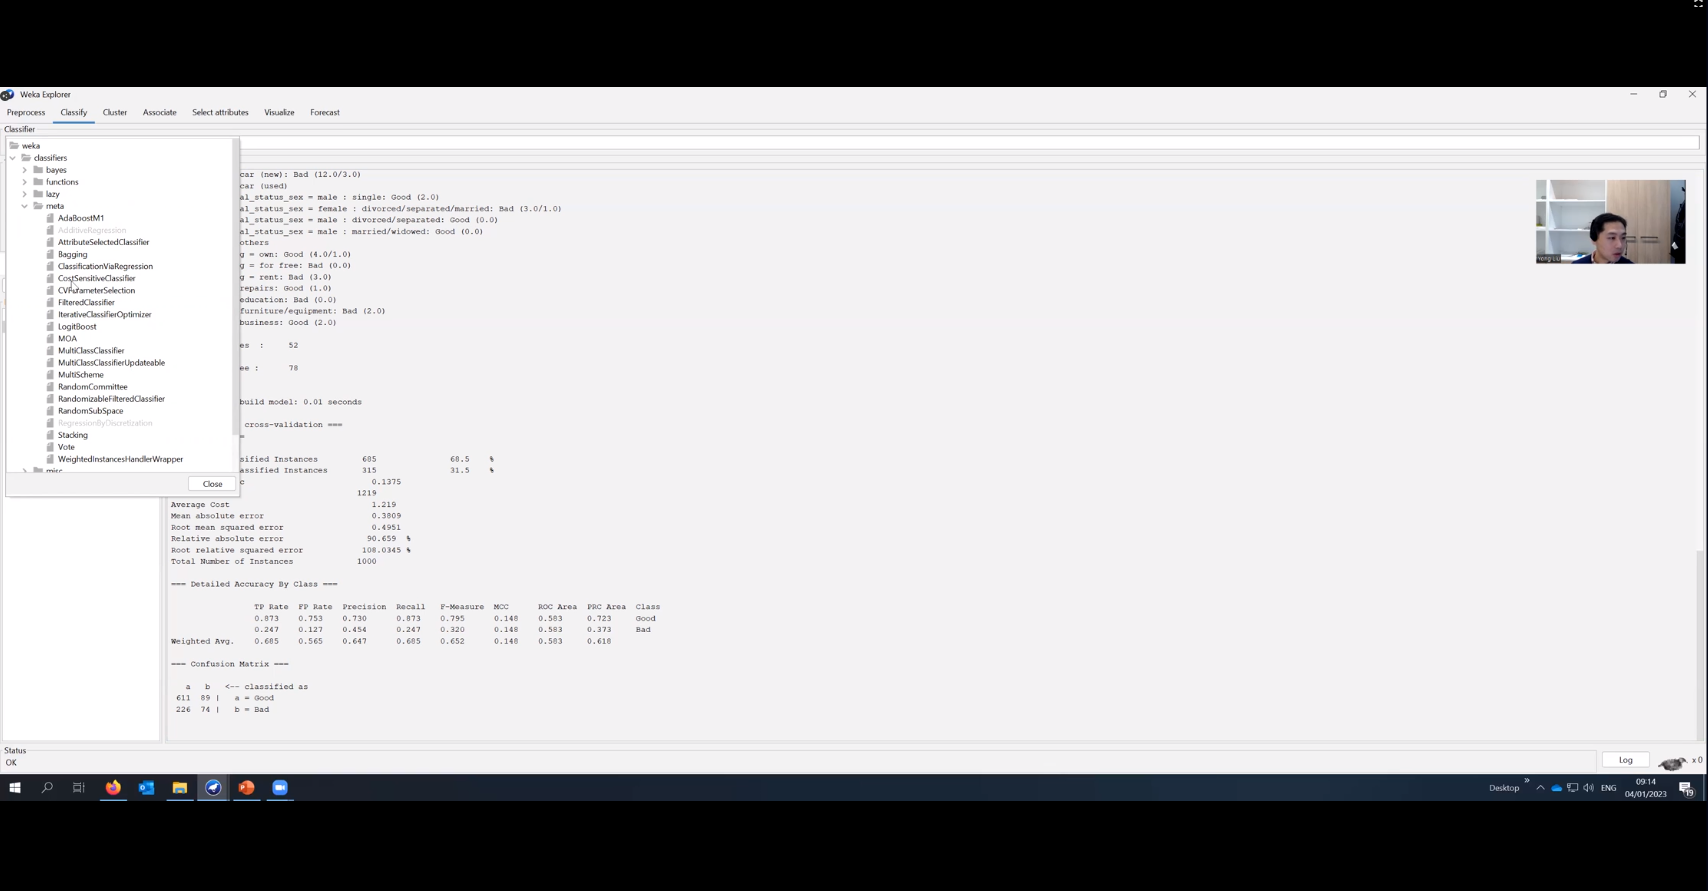 Weka Explorer
Preprocess Classify Cluster Associate Select attributes Visualize Forecast
Classifier
weka
classifiers
bayes
functions
lazy
meta
AdaBoostM1
AdditiveRegression
AttributeSelectedClassifier
Bagging
ClassificationViaRegression
CostSensitiveClassifier
CVParameterSelection
FilteredClassifier
IterativeClassifierOptimizer
LogitBoost
MOA
MultiClassClassifier
MultiClassClassifierUpdateable
MultiScheme
RandomCommittee
RandomizableFilteredClassifier
RandomSubSpace
RegressionByDiscretization
Stacking
Vote
WeightedInstancesHandlerWrapper
misc
Close
car (new): Bad (12.0/3.0)
car (used)
al_status_sex = male : single: Good (2.0)
al_status_sex = female : divorced/separated/married: Bad (3.0/1.0)
al_status_sex = male : divorced/separated: Good (0.0)
al_status_sex = male : married/widowed: Good (0.0)
others
g = own: Good (4.0/1.0)
g = for free: Bad (0.0)
g = rent: Bad (3.0)
repairs: Good (1.0)
education: Bad (0.0)
furniture/equipment: Bad (2.0)
business: Good (2.0)
es : 52
ee : 78
build model: 0.01 seconds
cross-validation ===
=
sified Instances 685 68.5 %
assified Instances 315 31.5 %
c 0.1375
1219
Average Cost 1.219
Mean absolute error 0.3809
Root mean squared error 0.4951
Relative absolute error 90.659 %
Root relative squared error 108.0345 %
Total Number of Instances 1000
=== Detailed Accuracy By Class ===
TP Rate FP Rate Precision Recall F-Measure MCC ROC Area PRC Area Class
0.873 0.753 0.730 0.873 0.795 0.148 0.583 0.723 Good
0.247 0.127 0.454 0.247 0.320 0.148 0.583 0.373 Bad
Weighted Avg. 0.685 0.565 0.647 0.685 0.652 0.148 0.583 0.618
=== Confusion Matrix ===
a b <-- classified as
611 89 | a = Good
226 74 | b = Bad
Status
OK
Log
x 0
Desktop
ENG
09:14
04/01/2023
19